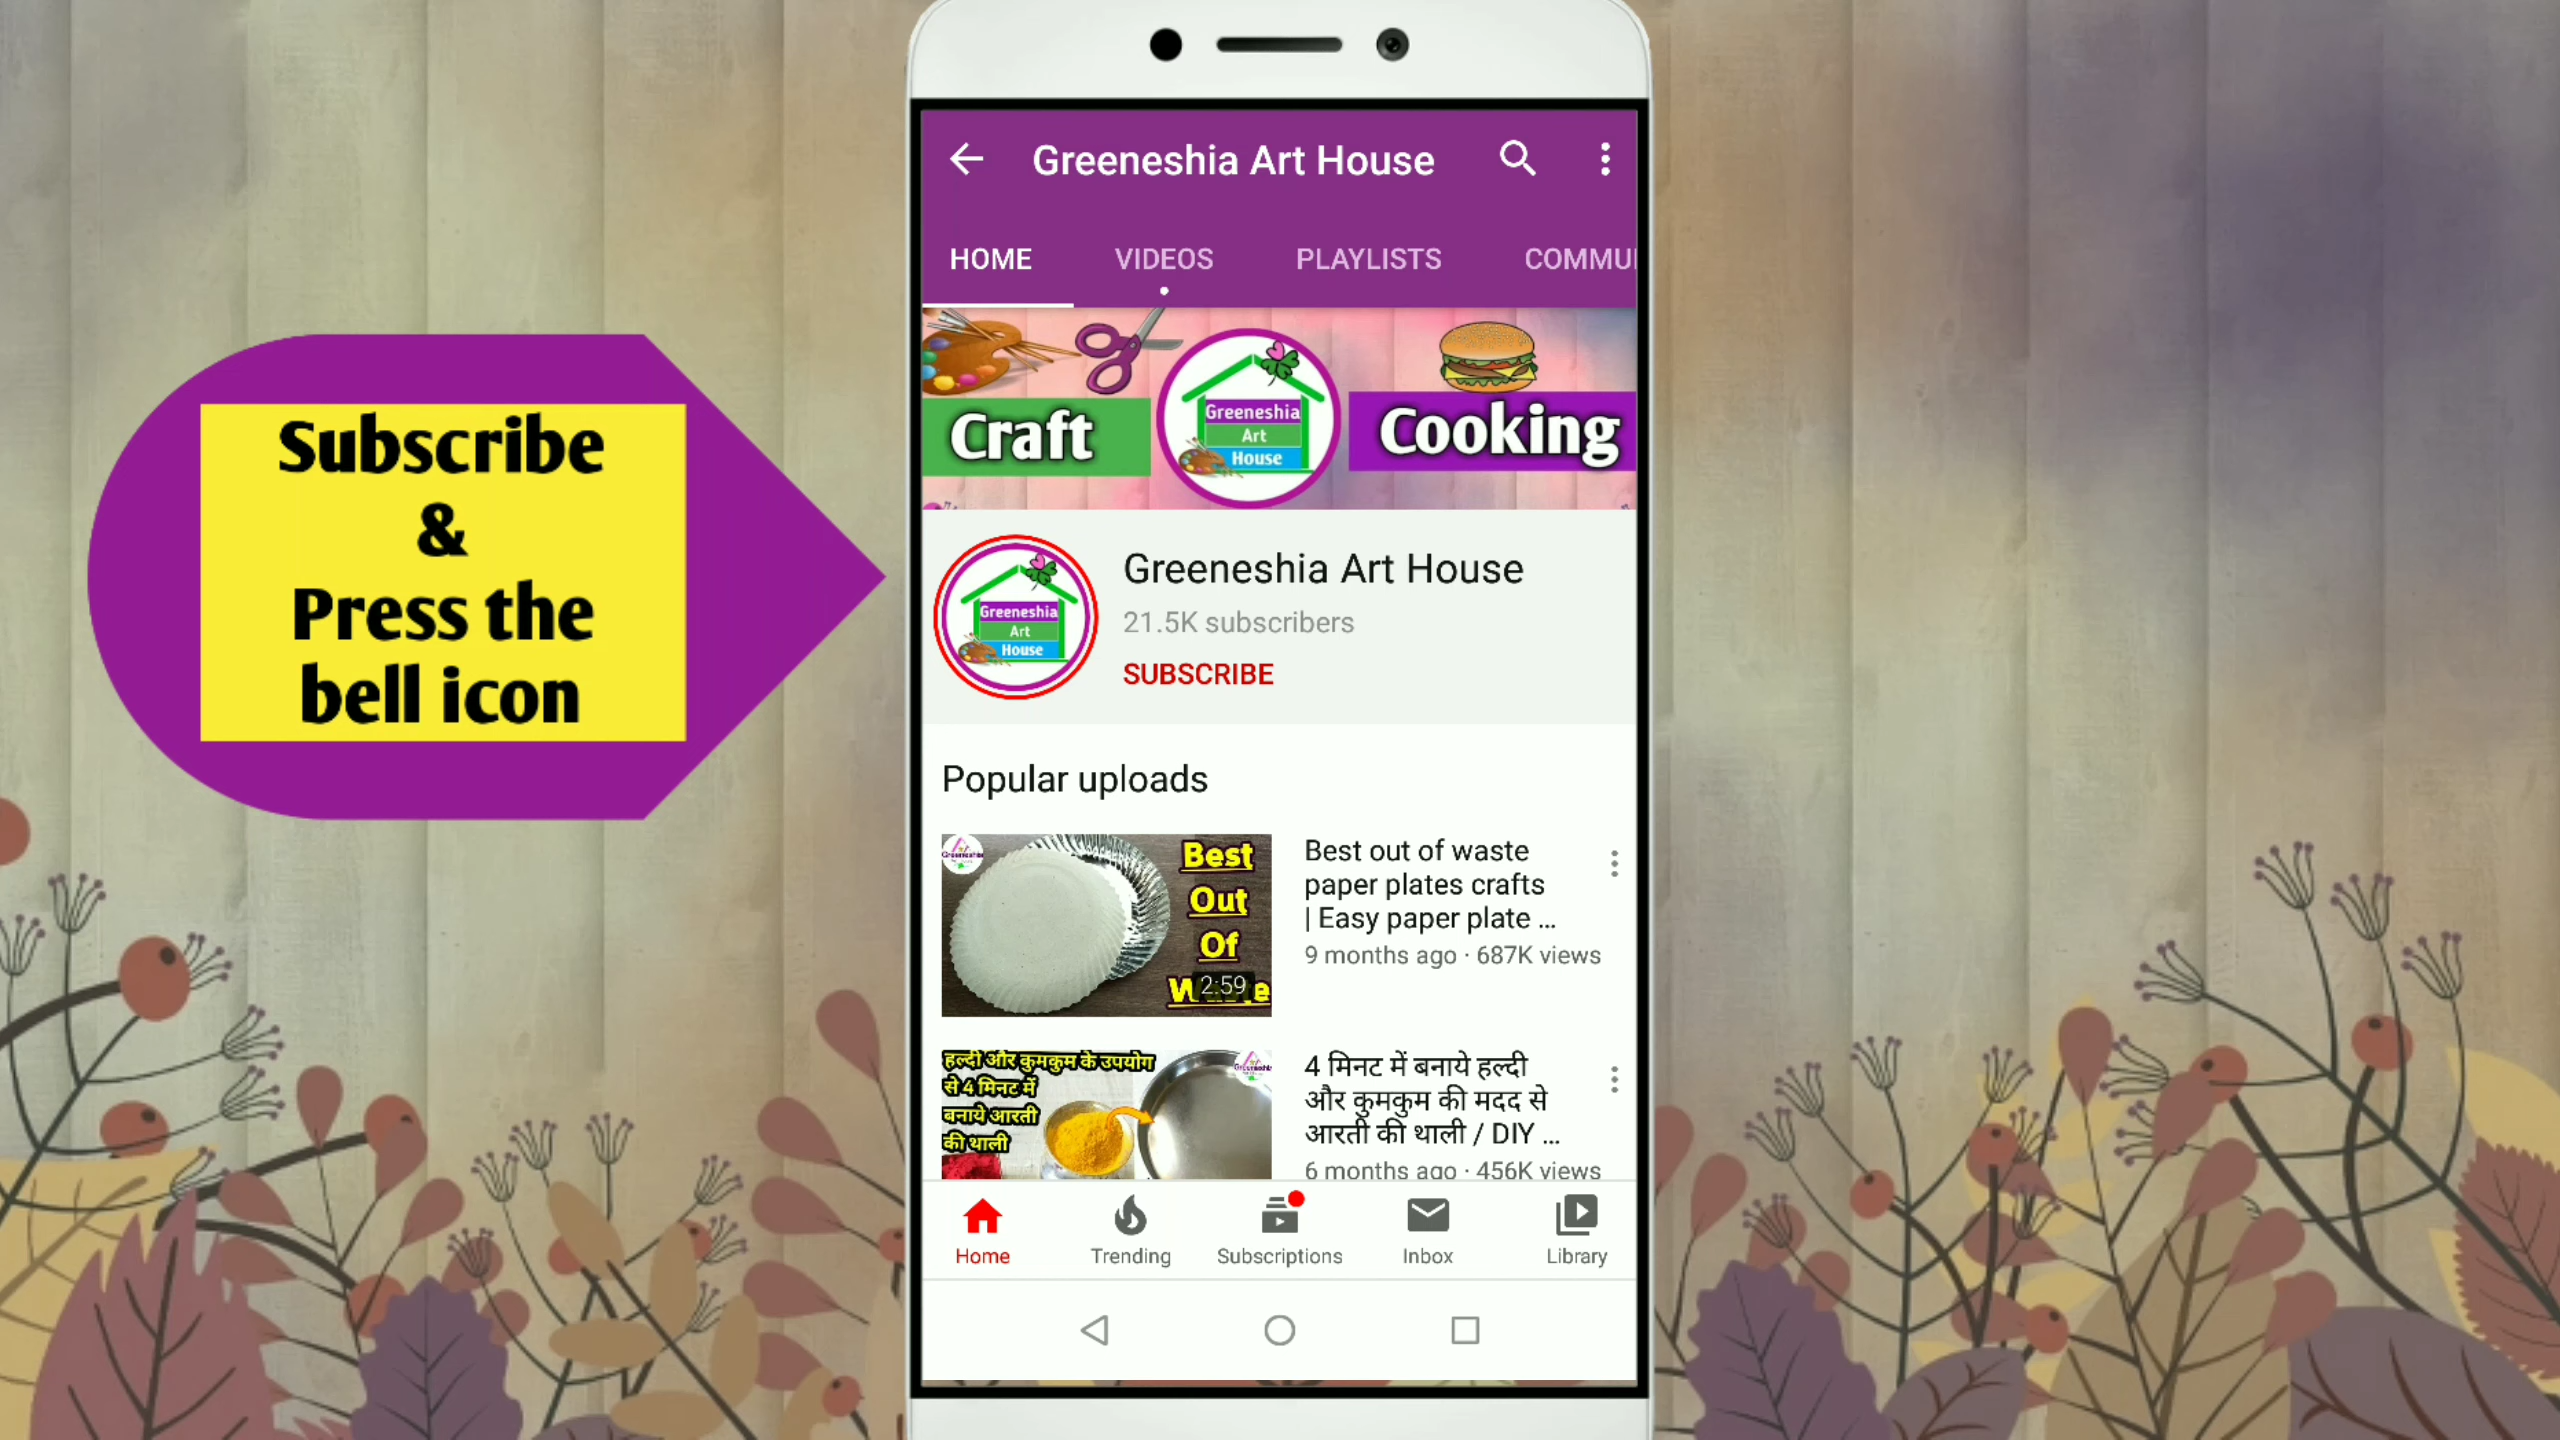 Subscribe
&
Press the
bell icon
Greeneshia Art House
HOME VIDEOS PLAYLISTS COMMU
Craft
Greeneshia
Art
House
Cooking
Greeneshia
Art
House
Greeneshia Art House
21.5K subscribers
SUBSCRIBE
Popular uploads
Greeneshia
Best
Out
Of
2:59
Best out of waste
paper plates crafts
| Easy paper plate ...
9 months ago · 687K views
हल्दी और कुमकुम के उपयोग
से 4 मिनट में
बनाये आरती
की थाली
4 मिनट में बनाये हल्दी
और कुमकुम की मदद से
आरती की थाली / DIY ...
6 months ago · 456K views
Home Trending Subscriptions Inbox Library